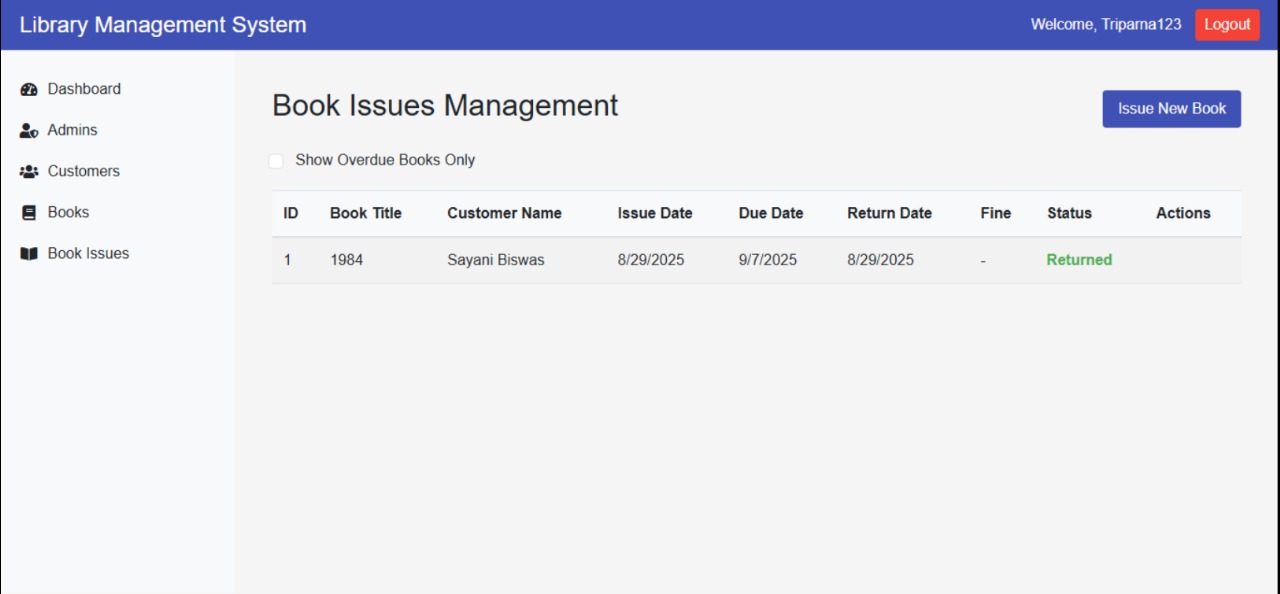 Library Management System
Welcome, Triparna123
Logout
Dashboard
Admins
Customers
Books
Book Issues
Book Issues Management
Issue New Book
Show Overdue Books Only
ID Book Title Customer Name Issue Date Due Date Return Date Fine Status Actions
1 1984 Sayani Biswas 8/29/2025 9/7/2025 8/29/2025 - Returned